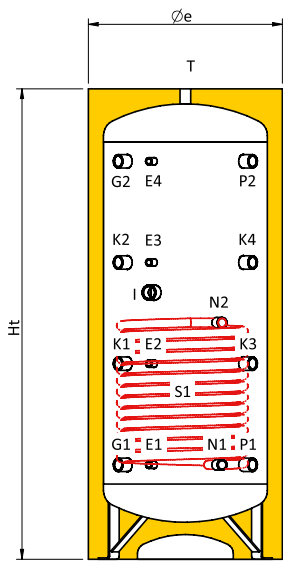 Øe
T
G2 E4 P2
K2 E3 K4
I
N2
K1 E2 K3
S1
G1 E1 N1 P1
Ht